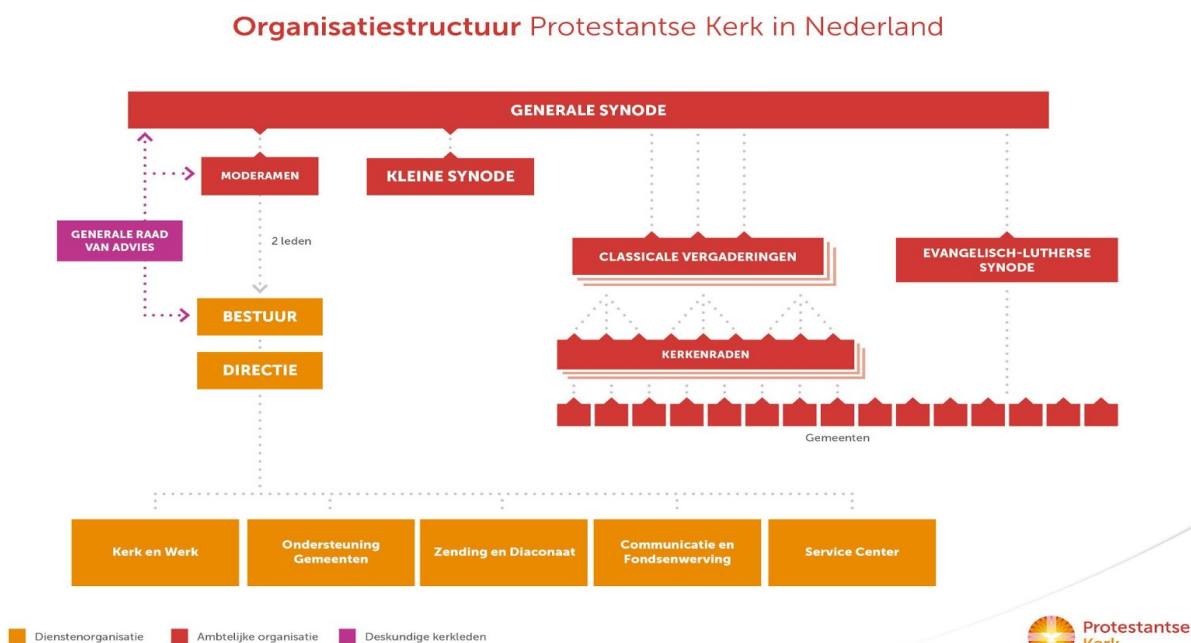 Organisatiestructuur Protestantse Kerk in Nederland
GENERALE SYNODE
MODERAMEN
KLEINE SYNODE
GENERALE RAAD
VAN ADVIES
2 leden
CLASSICALE VERGADERINGEN
EVANGELISCH-LUTHERSE
SYNODE
BESTUUR
DIRECTIE
KERKENRADEN
Gemeenten
Kerk en Werk
Ondersteuning
Gemeenten
Zending en Diaconaat
Communicatie en
Fondsenwerving
Service Center
Dienstenorganisatie
Ambtelijke organisatie
Deskundige kerkleden
Protestantse
Kerk